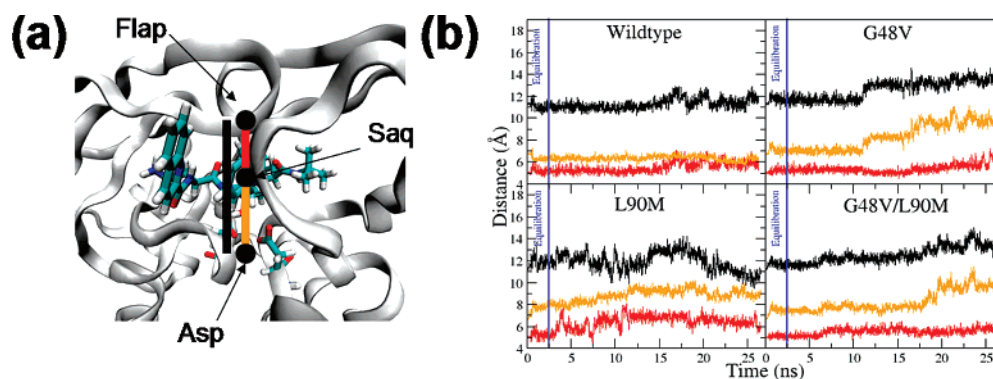 (a)
Flap
Saq
Asp
(b)
Wildtype
G48V
Equilibration
Equilibration
18
16
14
12
10
8
6
L90M
G48V/L90M
Equilibration
Equilibration
18
16
14
12
10
8
6
4
Distance (Å)
0 5 10 15 20 25
0 5 10 15 20 25
Time (ns)